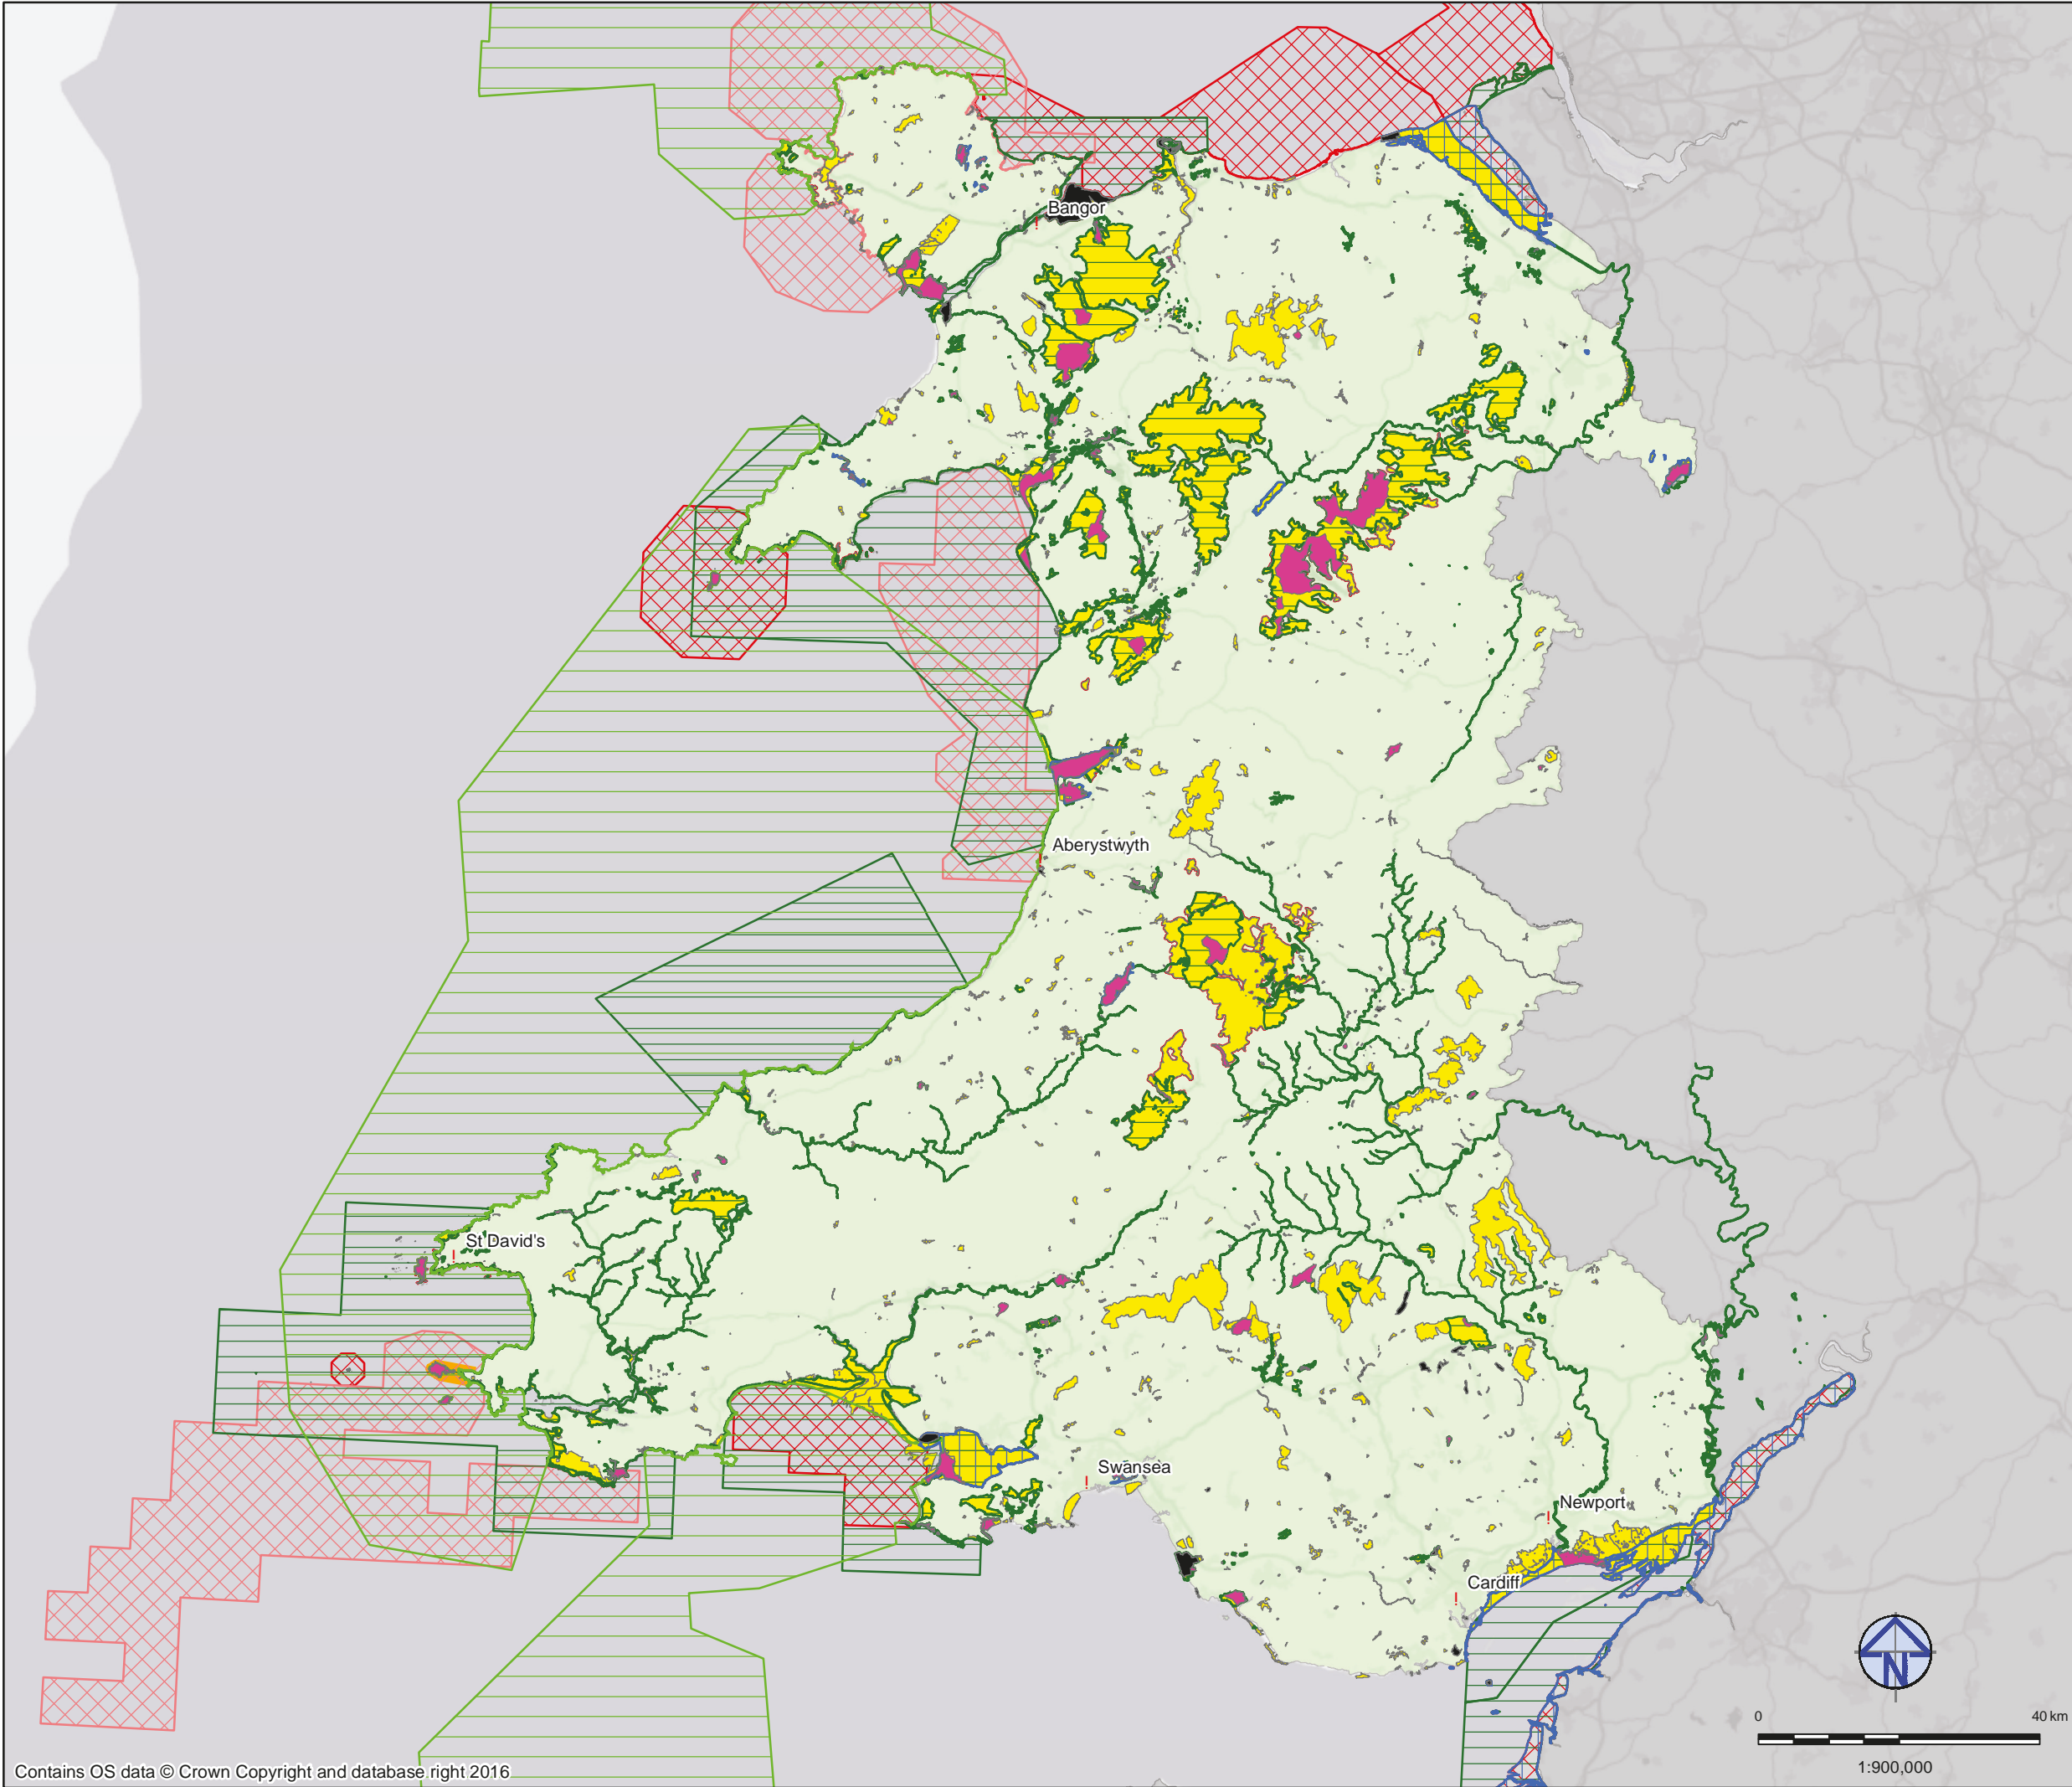 Bangor
Aberystwyth
St David's
Swansea
Newport
Cardiff
N
0 40 km
1:900,000
Contains OS data © Crown Copyright and database right 2016